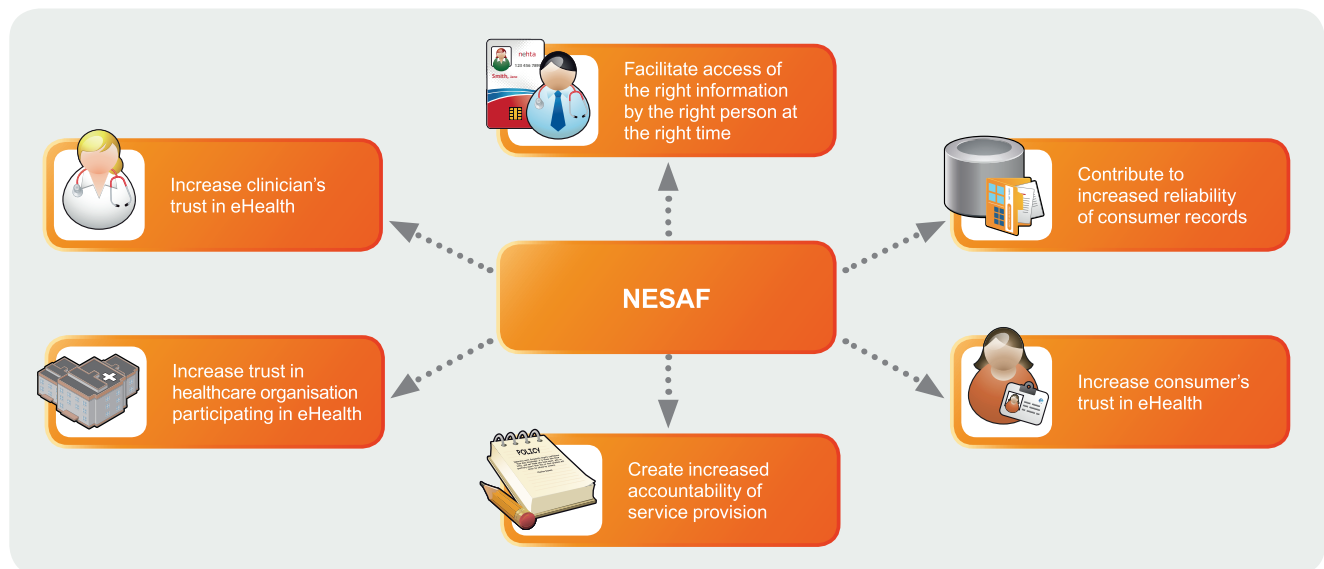 nehta
Smith, Jane
Facilitate access of
the right information
by the right person at
the right time
Increase clinician's
trust in eHealth
Contribute to
increased reliability
of consumer records
NESAF
Increase trust in
healthcare organisation
participating in eHealth
Increase consumer's
trust in eHealth
POLICY
Create increased
accountability of
service provision